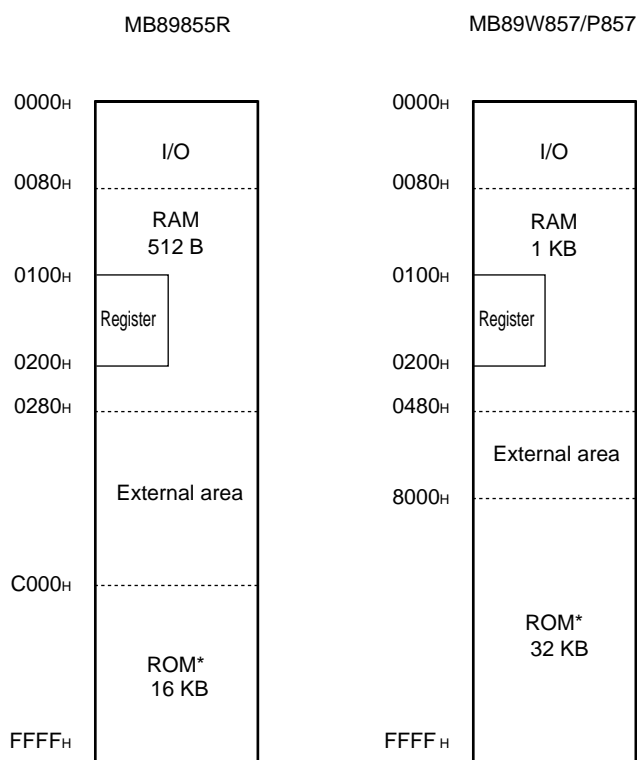 MB89855R
0000H
I/O
0080H
RAM
512 B
0100H
Register
0200H
0280H
External area
C000H
ROM*
16 KB
FFFFH
MB89W857/P857
0000H
I/O
0080H
RAM
1 KB
0100H
Register
0200H
0480H
External area
8000H
ROM*
32 KB
FFFF H